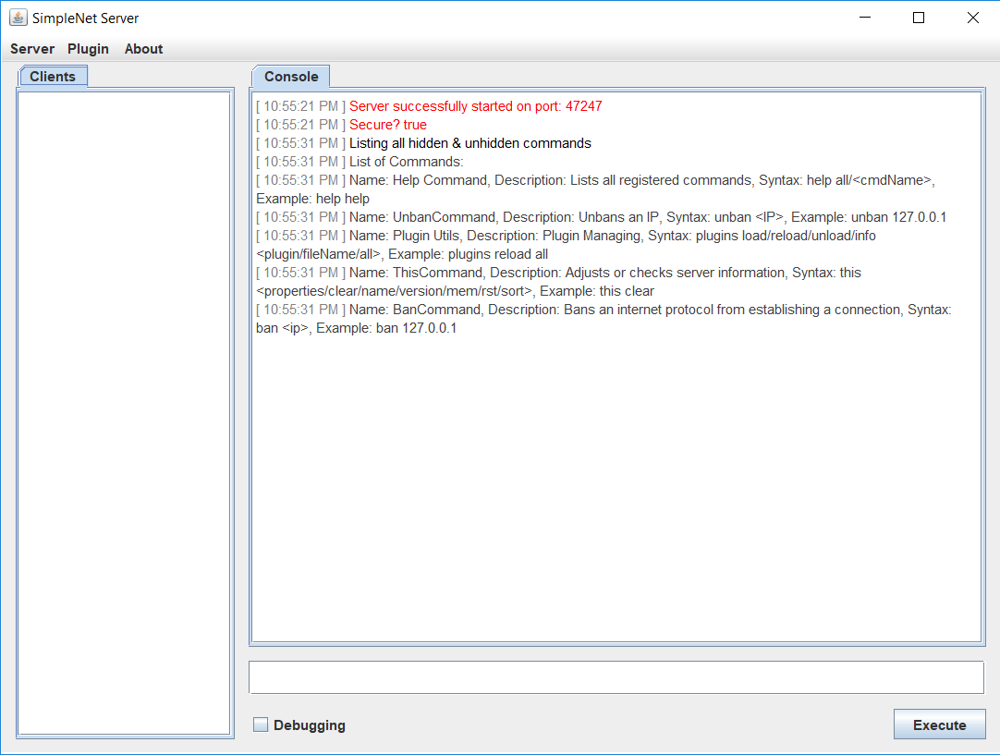 SimpleNet Server
Server Plugin About
Clients
Console
[ 10:55:21 PM ] Server successfully started on port: 47247
[ 10:55:21 PM ] Secure? true
[ 10:55:31 PM ] Listing all hidden & unhidden commands
[ 10:55:31 PM ] List of Commands:
[ 10:55:31 PM ] Name: Help Command, Description: Lists all registered commands, Syntax: help all/<cmdName>,
Example: help help
[ 10:55:31 PM ] Name: UnbanCommand, Description: Unbans an IP, Syntax: unban <IP>, Example: unban 127.0.0.1
[ 10:55:31 PM ] Name: Plugin Utils, Description: Plugin Managing, Syntax: plugins load/reload/unload/info
<plugin/fileName/all>, Example: plugins reload all
[ 10:55:31 PM ] Name: ThisCommand, Description: Adjusts or checks server information, Syntax: this
<properties/clear/name/version/mem/rst/sort>, Example: this clear
[ 10:55:31 PM ] Name: BanCommand, Description: Bans an internet protocol from establishing a connection, Syntax:
ban <ip>, Example: ban 127.0.0.1
Debugging
Execute